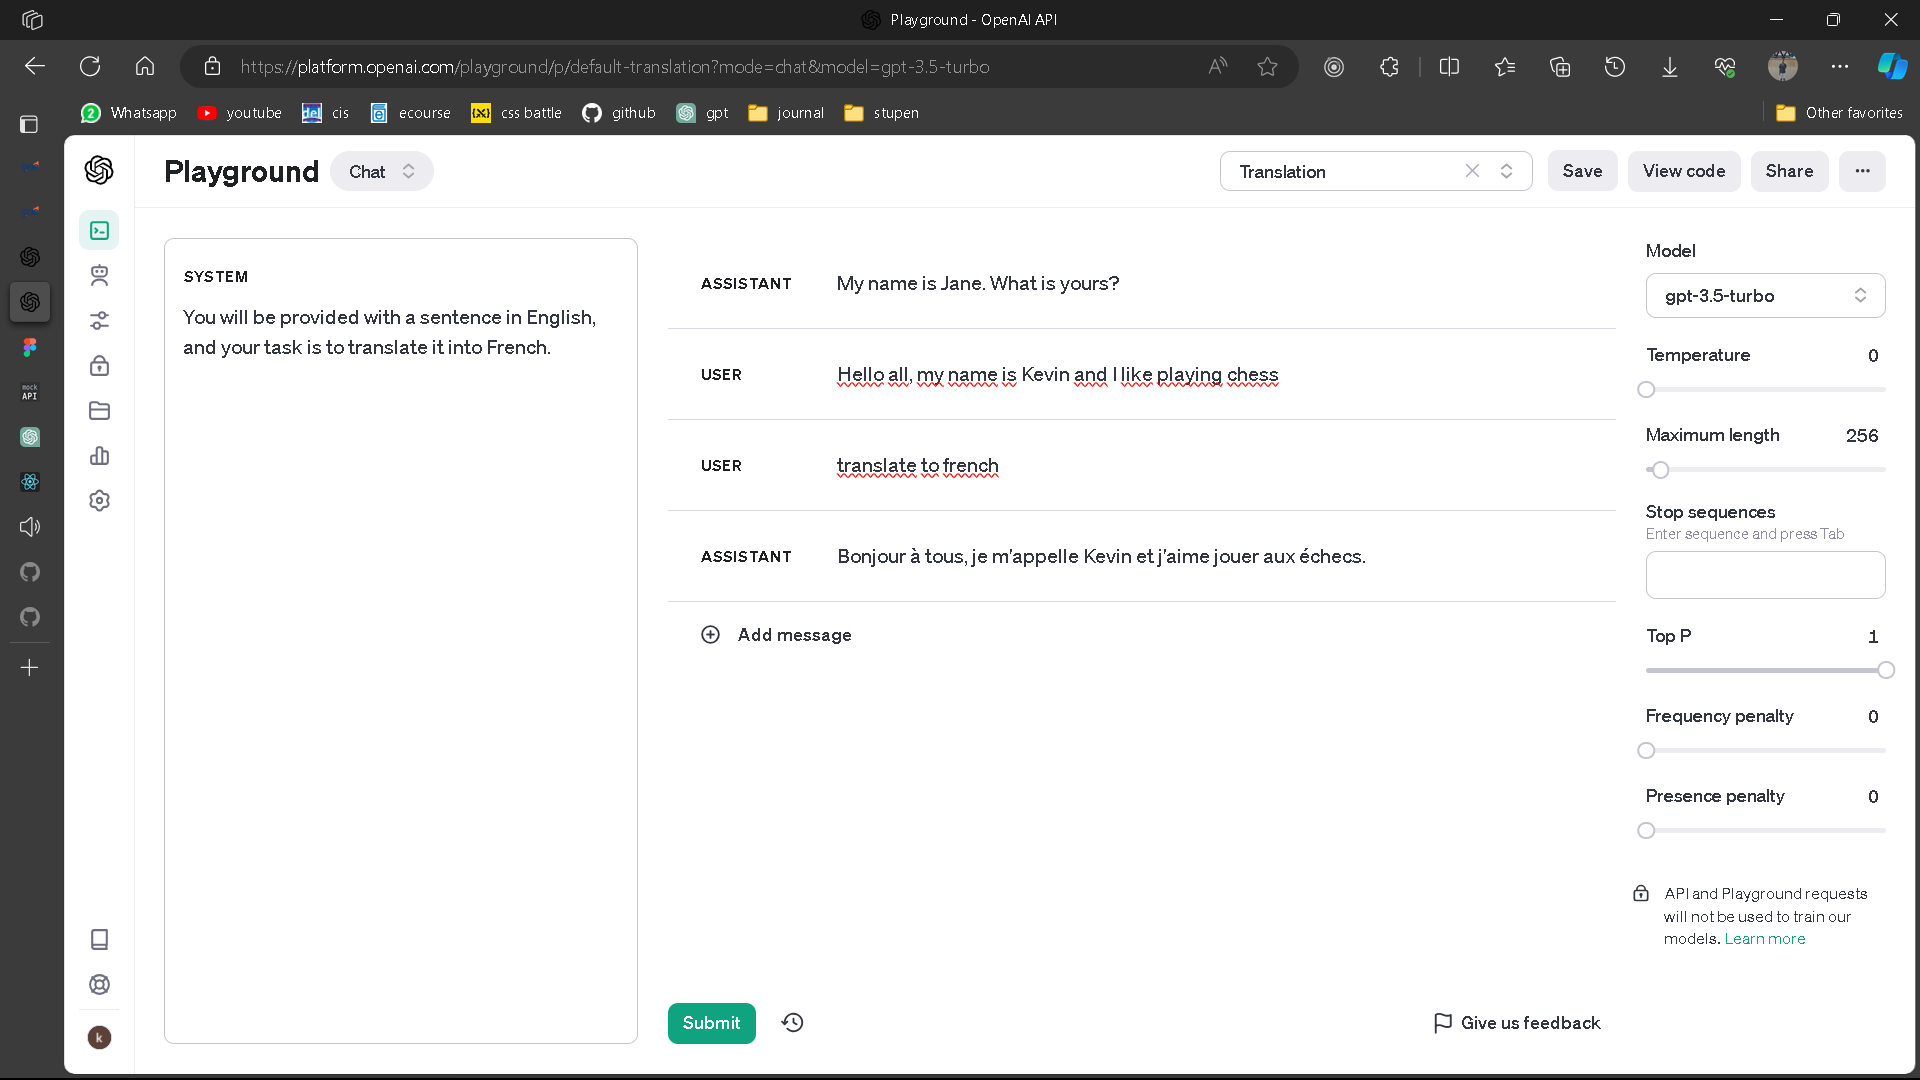 Playground - OpenAI API
https://platform.openai.com/playground/p/default-translation?mode=chat&model=gpt-3.5-turbo
Whatsapp youtube cis ecourse css battle github gpt journal stupen Other favorites
Playground Chat Translation Save View code Share
SYSTEM
You will be provided with a sentence in English,
and your task is to translate it into French.
ASSISTANT My name is Jane. What is yours?
USER Hello all, my name is Kevin and I like playing chess
USER translate to french
ASSISTANT Bonjour à tous, je m'appelle Kevin et j'aime jouer aux échecs.
Add message
Submit
Give us feedback
Model
gpt-3.5-turbo
Temperature 0
Maximum length 256
Stop sequences
Enter sequence and press Tab
Top P 1
Frequency penalty 0
Presence penalty 0
API and Playground requests
will not be used to train our
models. Learn more
mock
API
k